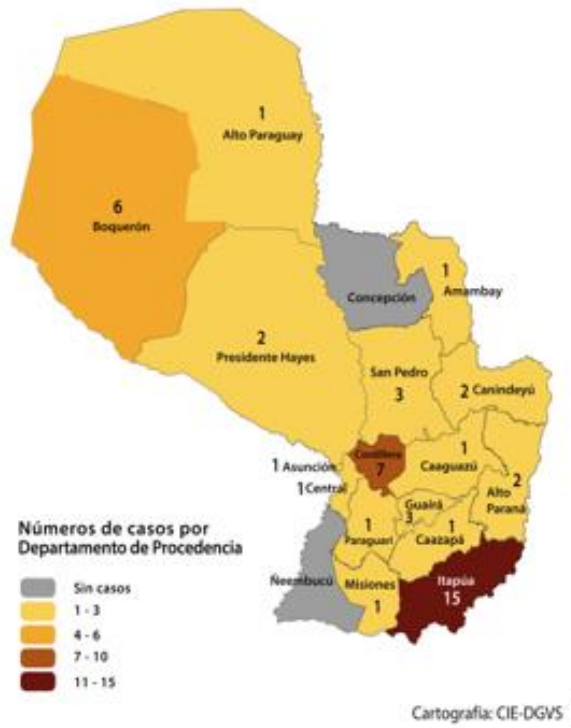 1
Alto Paraguay
6
Boquerón
Concepción
1
Amambay
2
Presidente Hayes
San Pedro
3
2 Canindeyú
Cordillera
7
1 Asunción
1 Central
1
Caaguazú
2
Alto
Paraná
Guairá
3
1
Paraguarí
1
Caazapá
Ñeembucú
Misiones
1
Itapúa
15
Números de casos por
Departamento de Procedencia
Sin casos
1 - 3
4 - 6
7 - 10
11 - 15
Cartografia: CIE-DGVS